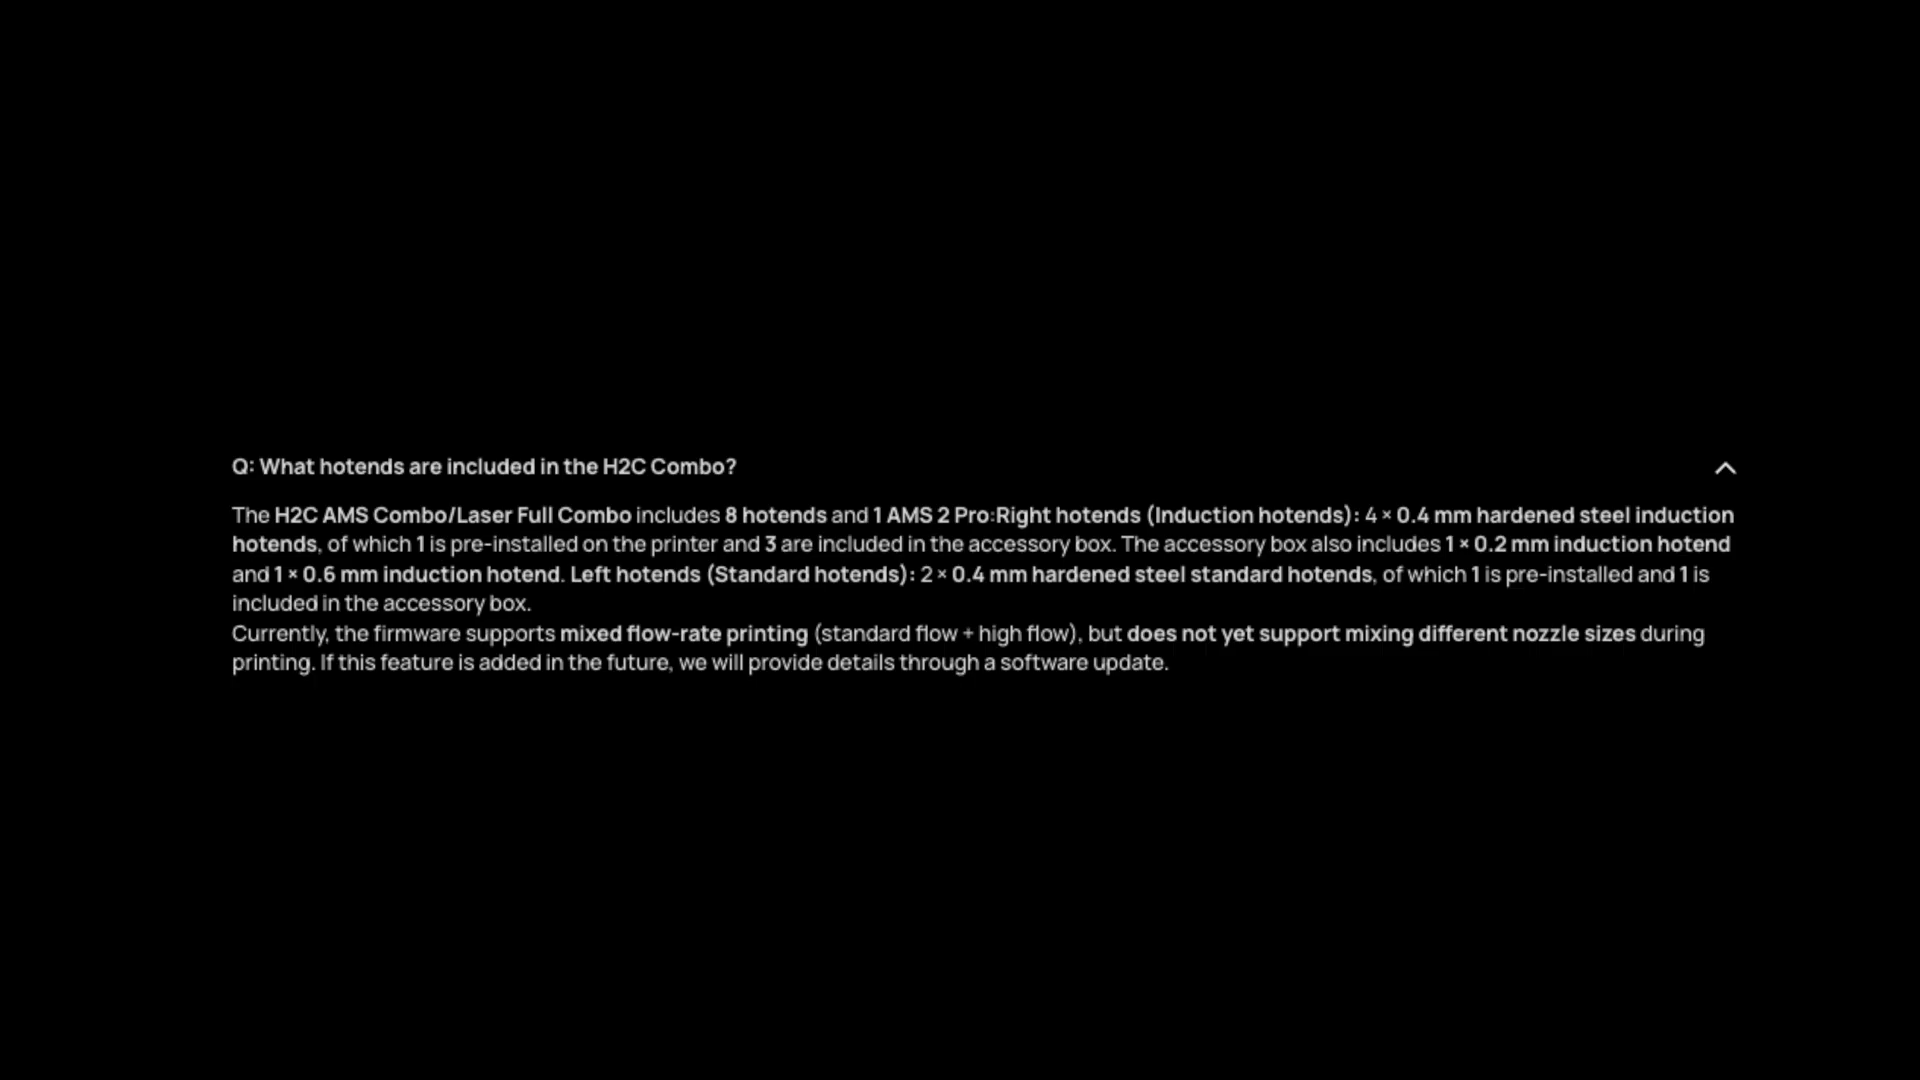 Q: What hotends are included in the H2C Combo?
The H2C AMS Combo/Laser Full Combo includes 8 hotends and 1 AMS 2 Pro:Right hotends (Induction hotends): 4 × 0.4 mm hardened steel induction
hotends, of which 1 is pre-installed on the printer and 3 are included in the accessory box. The accessory box also includes 1 × 0.2 mm induction hotend
and 1 × 0.6 mm induction hotend. Left hotends (Standard hotends): 2 × 0.4 mm hardened steel standard hotends, of which 1 is pre-installed and 1 is
included in the accessory box.
Currently, the firmware supports mixed flow-rate printing (standard flow + high flow), but does not yet support mixing different nozzle sizes during
printing. If this feature is added in the future, we will provide details through a software update.